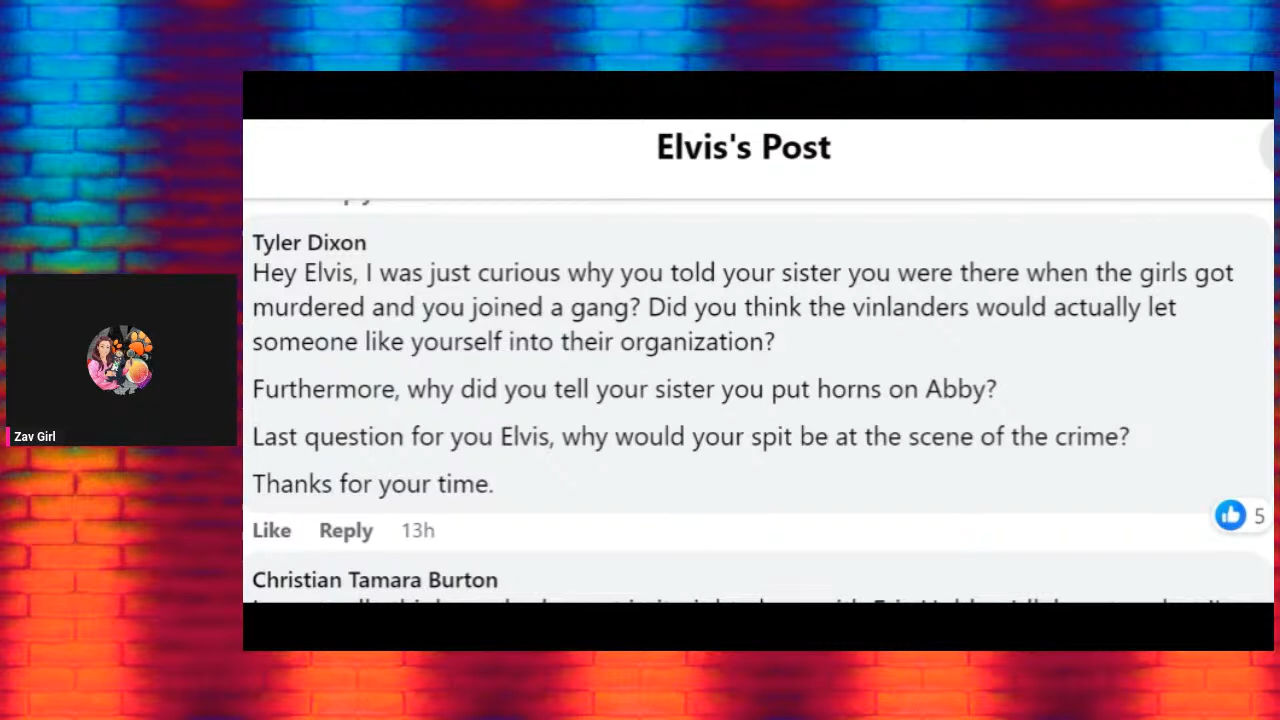 Elvis's Post
Tyler Dixon
Hey Elvis, I was just curious why you told your sister you were there when the girls got
murdered and you joined a gang? Did you think the vinlanders would actually let
someone like yourself into their organization?
Furthermore, why did you tell your sister you put horns on Abby?
Last question for you Elvis, why would your spit be at the scene of the crime?
Thanks for your time.
Like Reply 13h
5
Christian Tamara Burton
Zav Girl